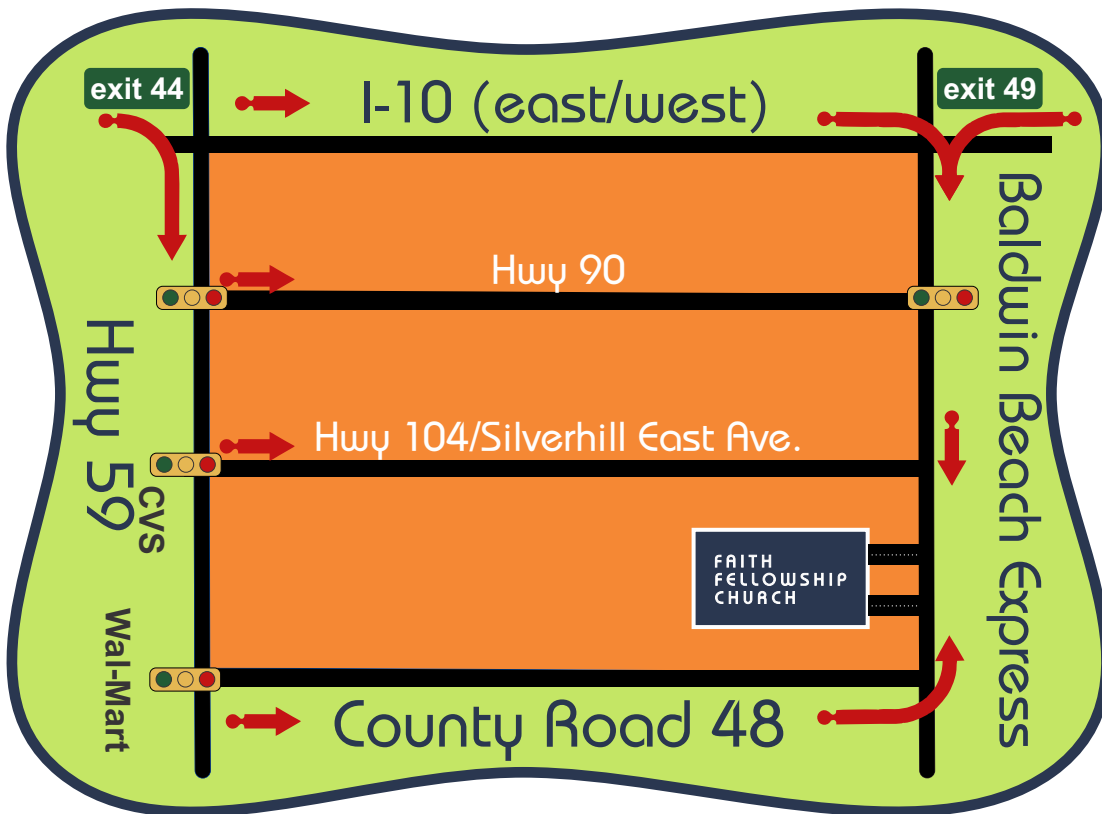 exit 44
I-10 (east/west)
exit 49
Hwy 90
Hwy 59
Baldwin Beach Express
Hwy 104/Silverhill East Ave.
CVS
FAITH
FELLOWSHIP
CHURCH
Wal-Mart
County Road 48